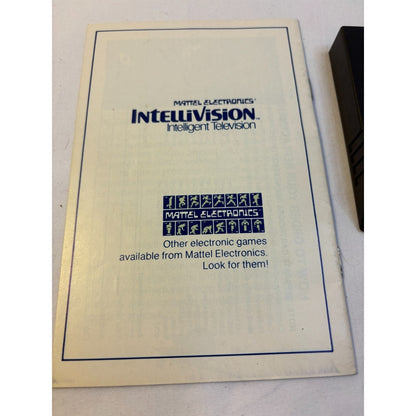 MATTEL ELECTRONICS®
INTELLIVISION™
Intelligent Television
MATTEL ELECTRONICS®
Other electronic games
available from Mattel Electronics.
Look for them!